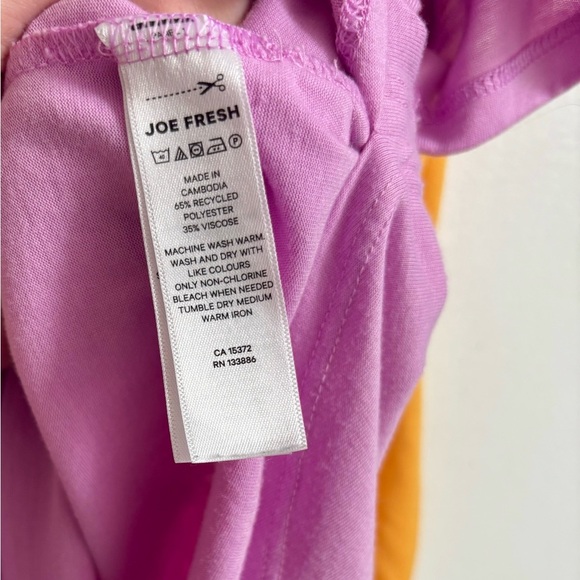 JOE FRESH
40
P
MADE IN
CAMBODIA
65% RECYCLED
POLYESTER
35% VISCOSE
MACHINE WASH WARM.
WASH AND DRY WITH
LIKE COLOURS
ONLY NON-CHLORINE
BLEACH WHEN NEEDED
TUMBLE DRY MEDIUM
WARM IRON
CA 15372
RN 133886